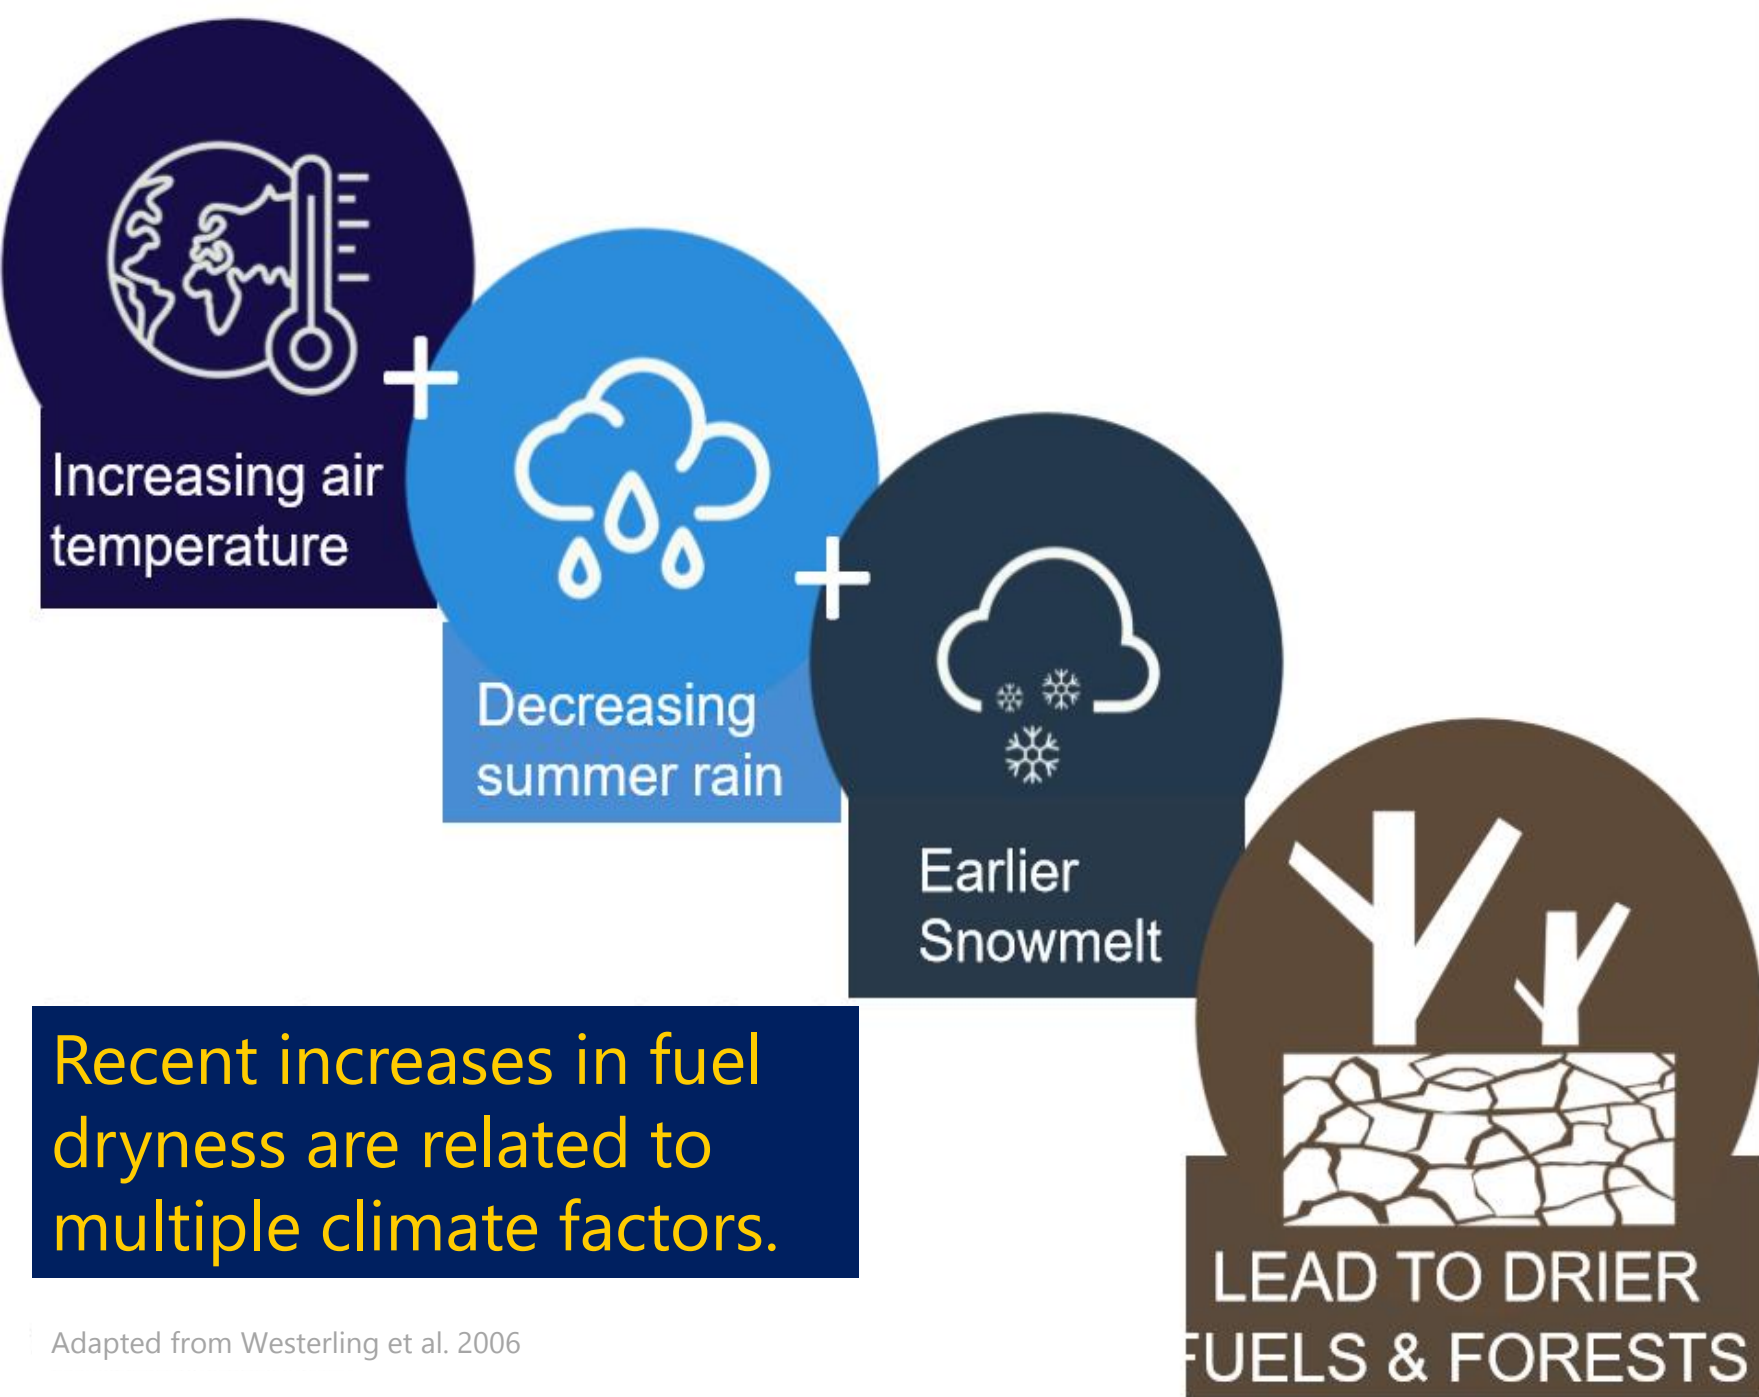 Increasing air
temperature
+
Decreasing
summer rain
+
Earlier
Snowmelt
LEAD TO DRIER
FUELS & FORESTS
Recent increases in fuel
dryness are related to
multiple climate factors.
Adapted from Westerling et al. 2006